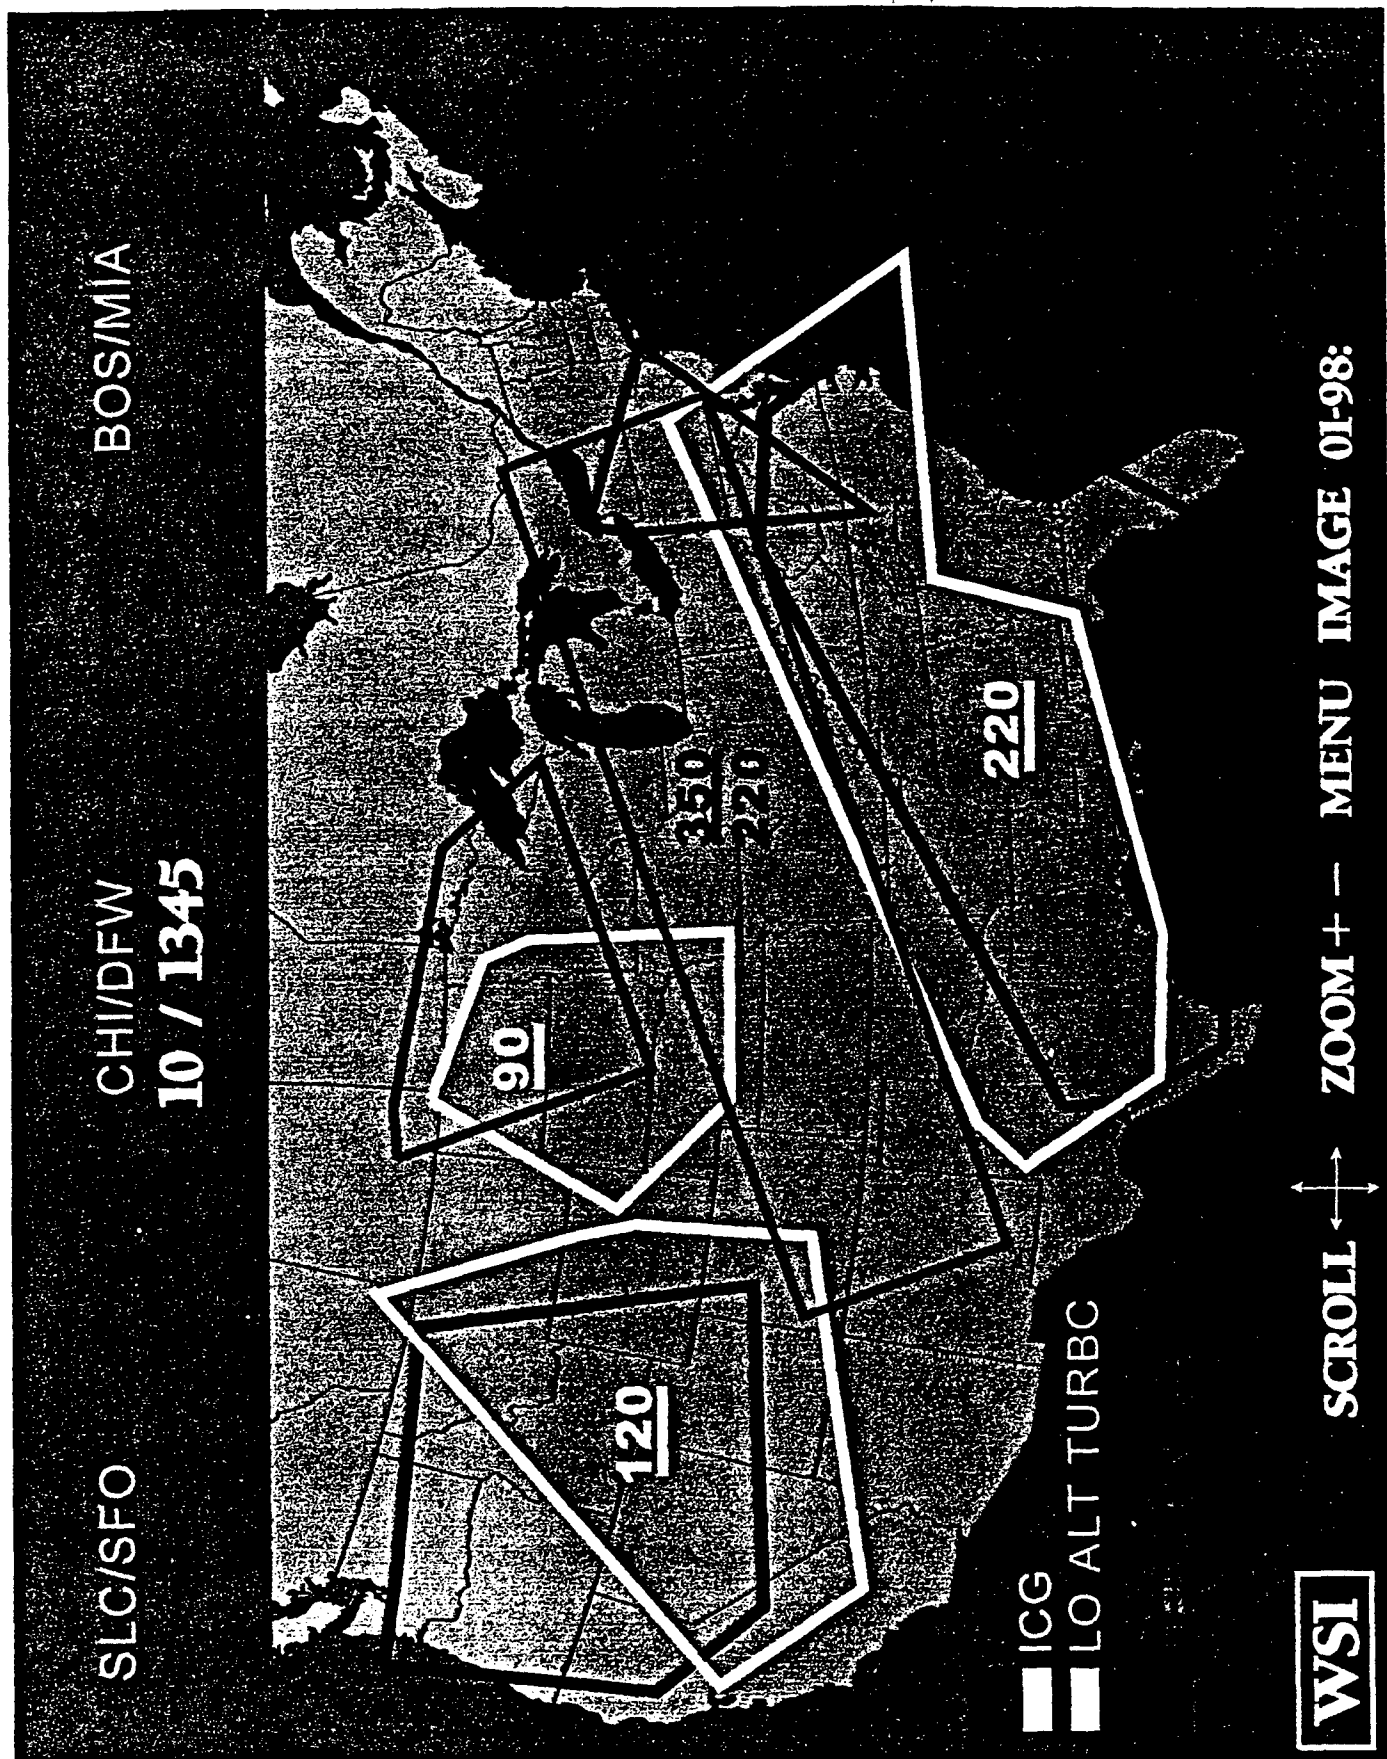 SLC/SFO CHI/DFW BOS/MIA
10 / 1345
90
120
350
220
220
ICG
LO ALT TURBC
WSI SCROLL ZOOM + — MENU IMAGE 01-98: